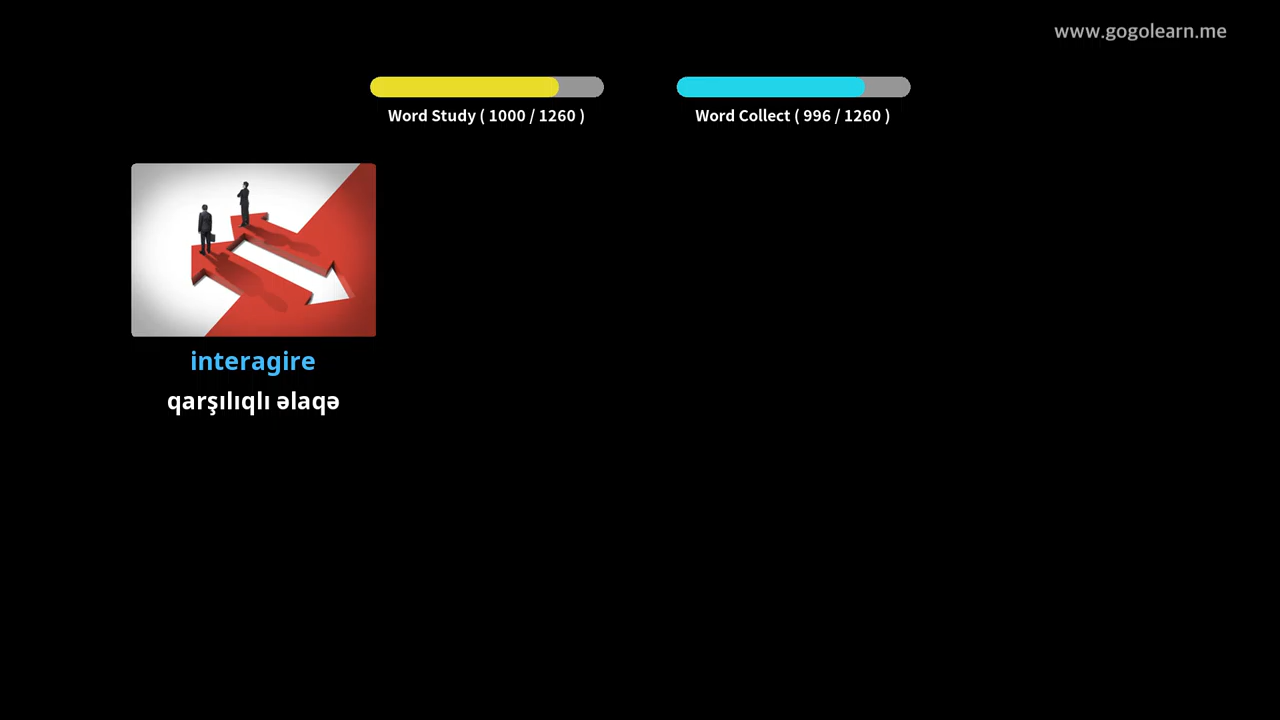 www.gogolearn.me
Word Study ( 1000 / 1260 )
Word Collect ( 996 / 1260 )
interagire
qarşılıqlı əlaqə